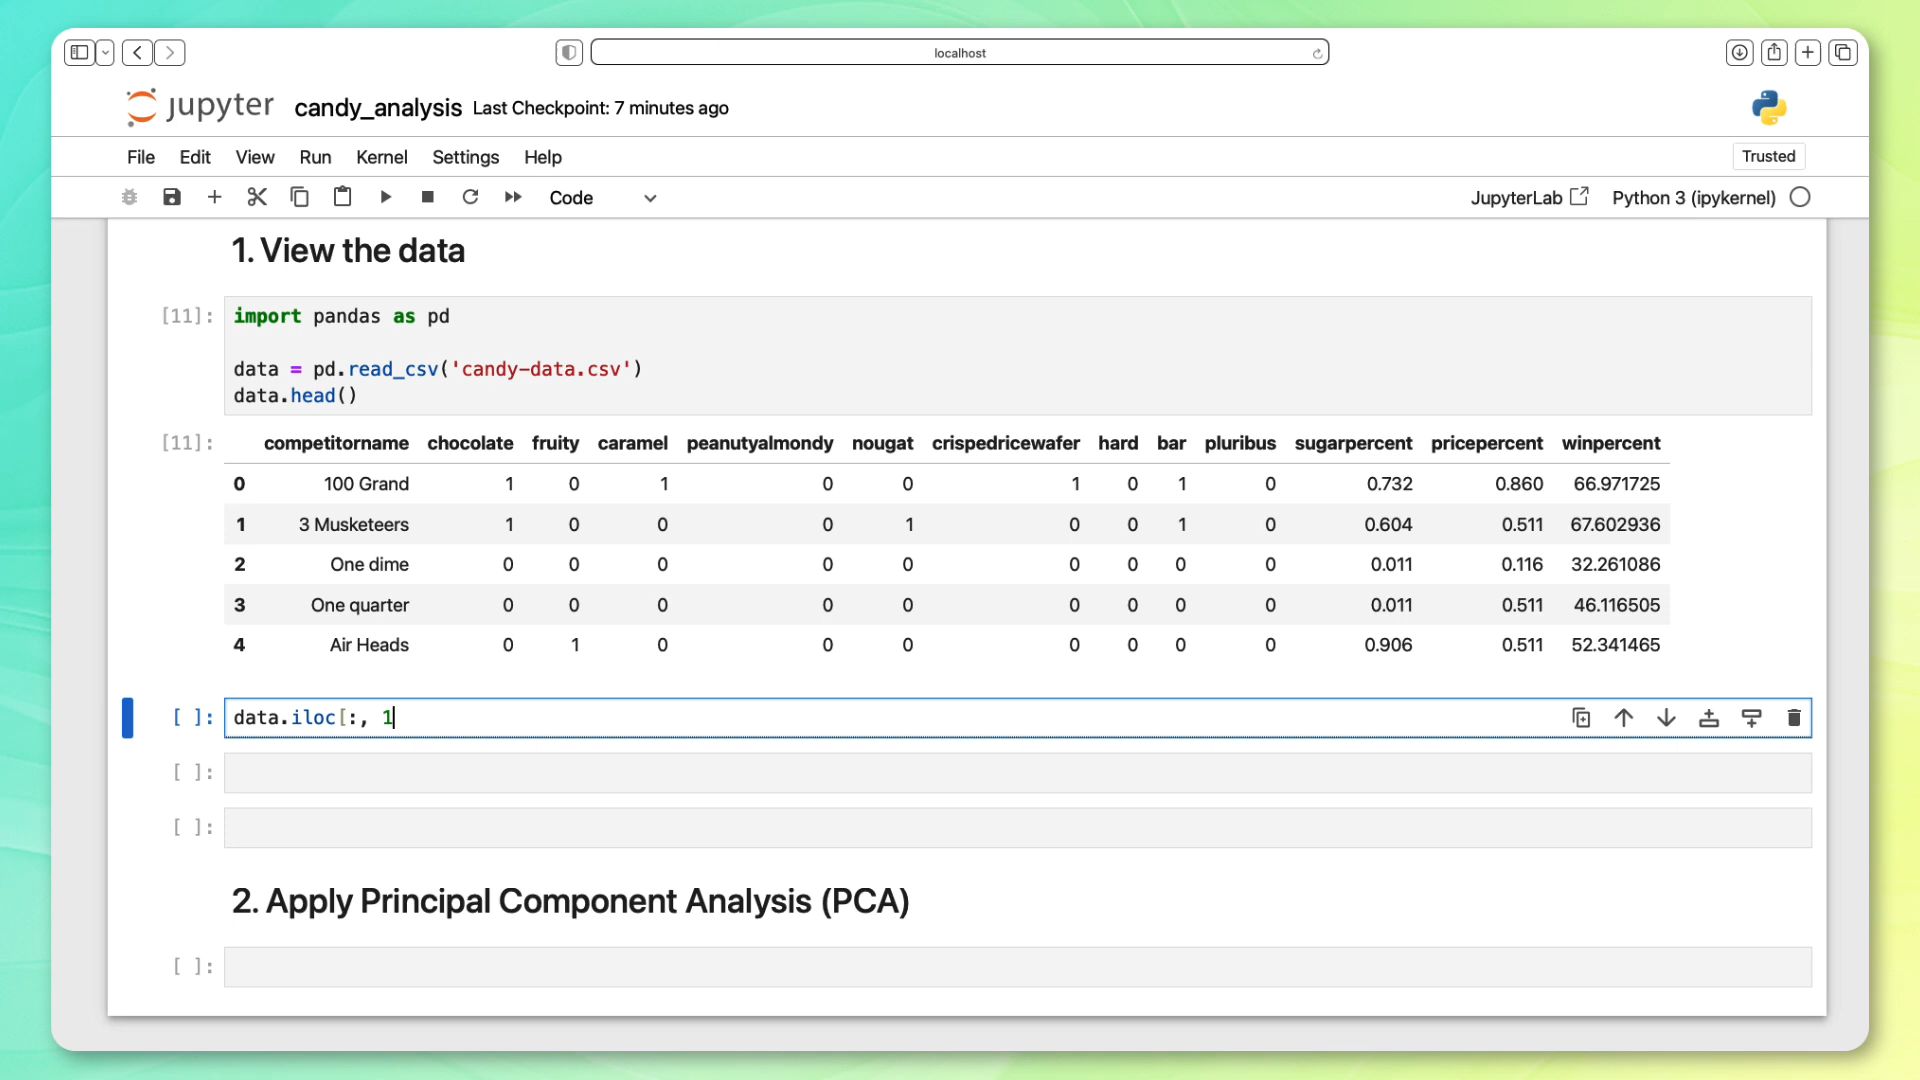 localhost
jupyter candy_analysis Last Checkpoint: 7 minutes ago
File Edit View Run Kernel Settings Help
Trusted
Code
JupyterLab Python 3 (ipykernel)
1. View the data
[11]: import pandas as pd
data = pd.read_csv('candy-data.csv')
data.head()
[11]: competitorname chocolate fruity caramel peanutyalmondy nougat crispedricewafer hard bar pluribus sugarpercent pricepercent winpercent
0 100 Grand 1 0 1 0 0 1 0 1 0 0.732 0.860 66.971725
1 3 Musketeers 1 0 0 0 1 0 0 1 0 0.604 0.511 67.602936
2 One dime 0 0 0 0 0 0 0 0 0 0.011 0.116 32.261086
3 One quarter 0 0 0 0 0 0 0 0 0 0.011 0.511 46.116505
4 Air Heads 0 1 0 0 0 0 0 0 0 0.906 0.511 52.341465
[ ]: data.iloc[:, 1
[ ]:
[ ]:
2. Apply Principal Component Analysis (PCA)
[ ]: